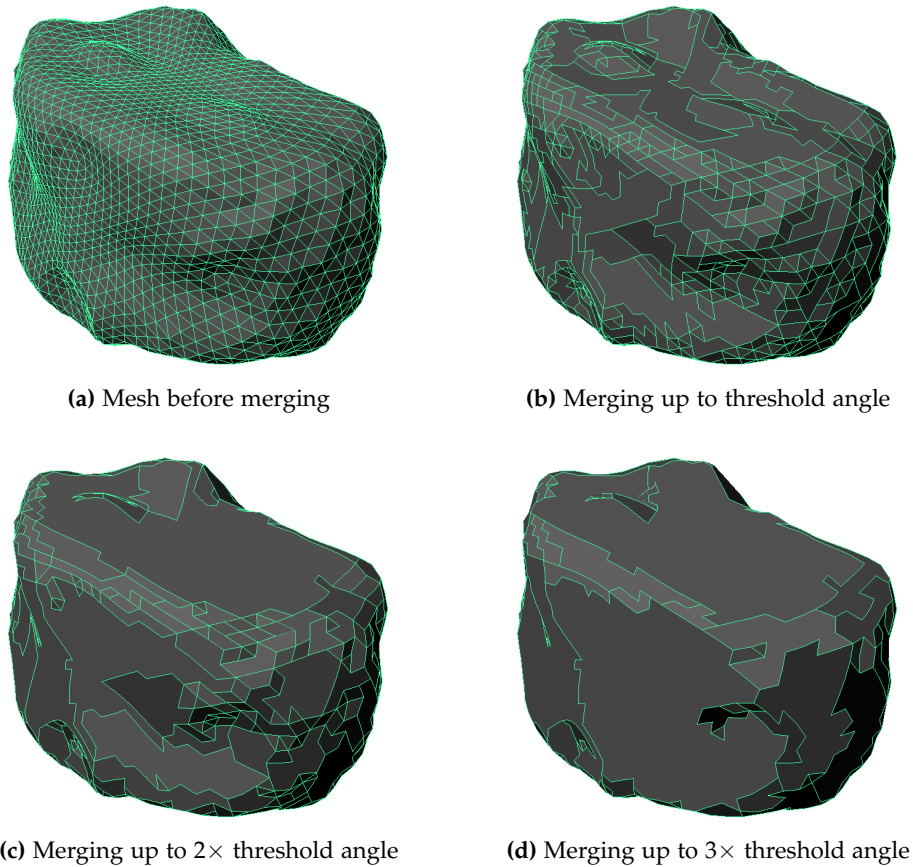 (a) Mesh before merging
(b) Merging up to threshold angle
(c) Merging up to 2× threshold angle
(d) Merging up to 3× threshold angle